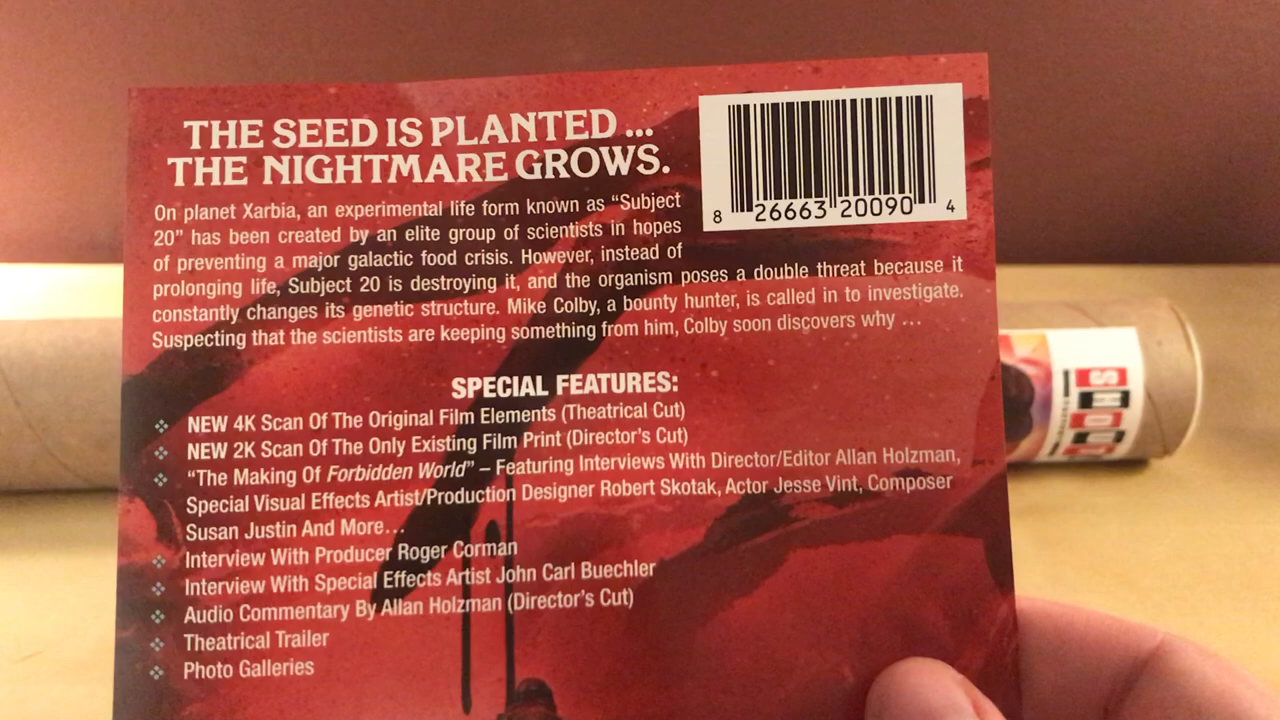 THE SEED IS PLANTED ...
THE NIGHTMARE GROWS.
On planet Xarbia, an experimental life form known as “Subject
20” has been created by an elite group of scientists in hopes
of preventing a major galactic food crisis. However, instead of
prolonging life, Subject 20 is destroying it, and the organism poses a double threat because it
constantly changes its genetic structure. Mike Colby, a bounty hunter, is called in to investigate.
Suspecting that the scientists are keeping something from him, Colby soon discovers why ...
8 26663 20090 4
SPECIAL FEATURES:
NEW 4K Scan Of The Original Film Elements (Theatrical Cut)
NEW 2K Scan Of The Only Existing Film Print (Director’s Cut)
“The Making Of Forbidden World” – Featuring Interviews With Director/Editor Allan Holzman,
Special Visual Effects Artist/Production Designer Robert Skotak, Actor Jesse Vint, Composer
Susan Justin And More...
Interview With Producer Roger Corman
Interview With Special Effects Artist John Carl Buechler
Audio Commentary By Allan Holzman (Director’s Cut)
Theatrical Trailer
Photo Galleries